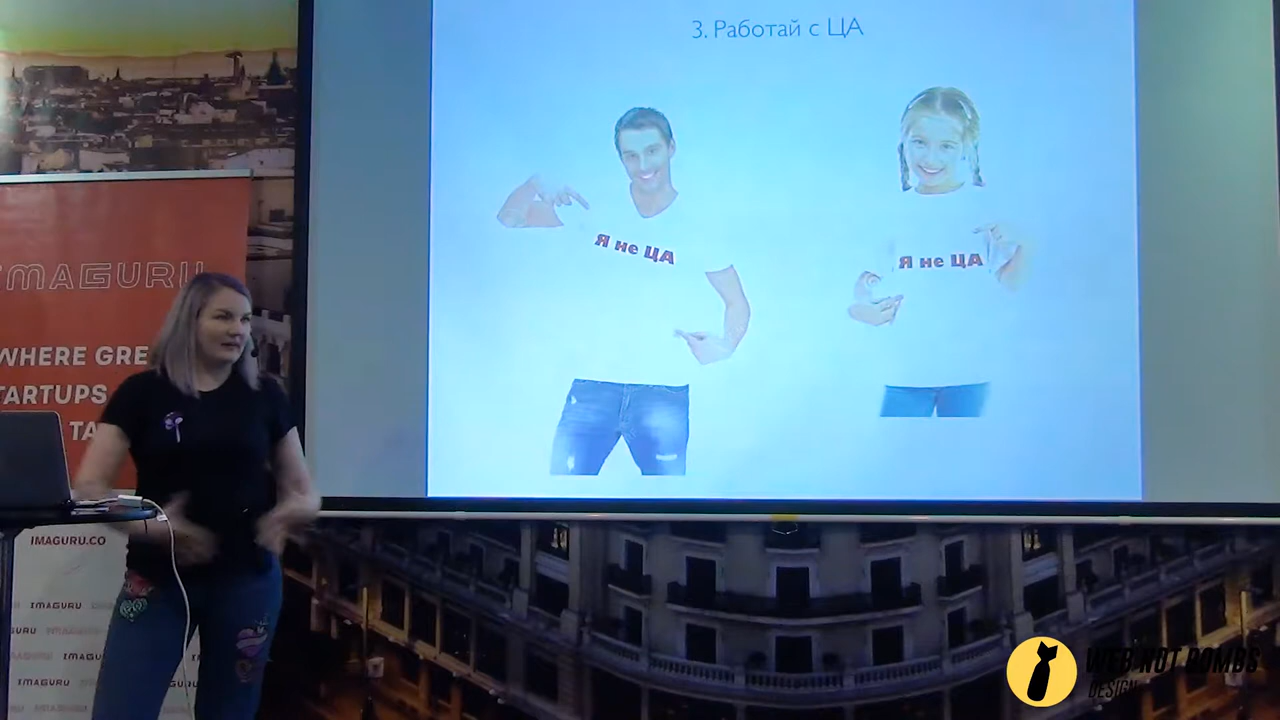 3. Работай с ЦА
Я не ЦА
Я не ЦА
IMAGURU
WHERE GRE
TARTUPS
TA
IMAGURU.CO
IMAGURU
IMAGURU
IMAGURU
WEB NOT BOMBS
DESIGN